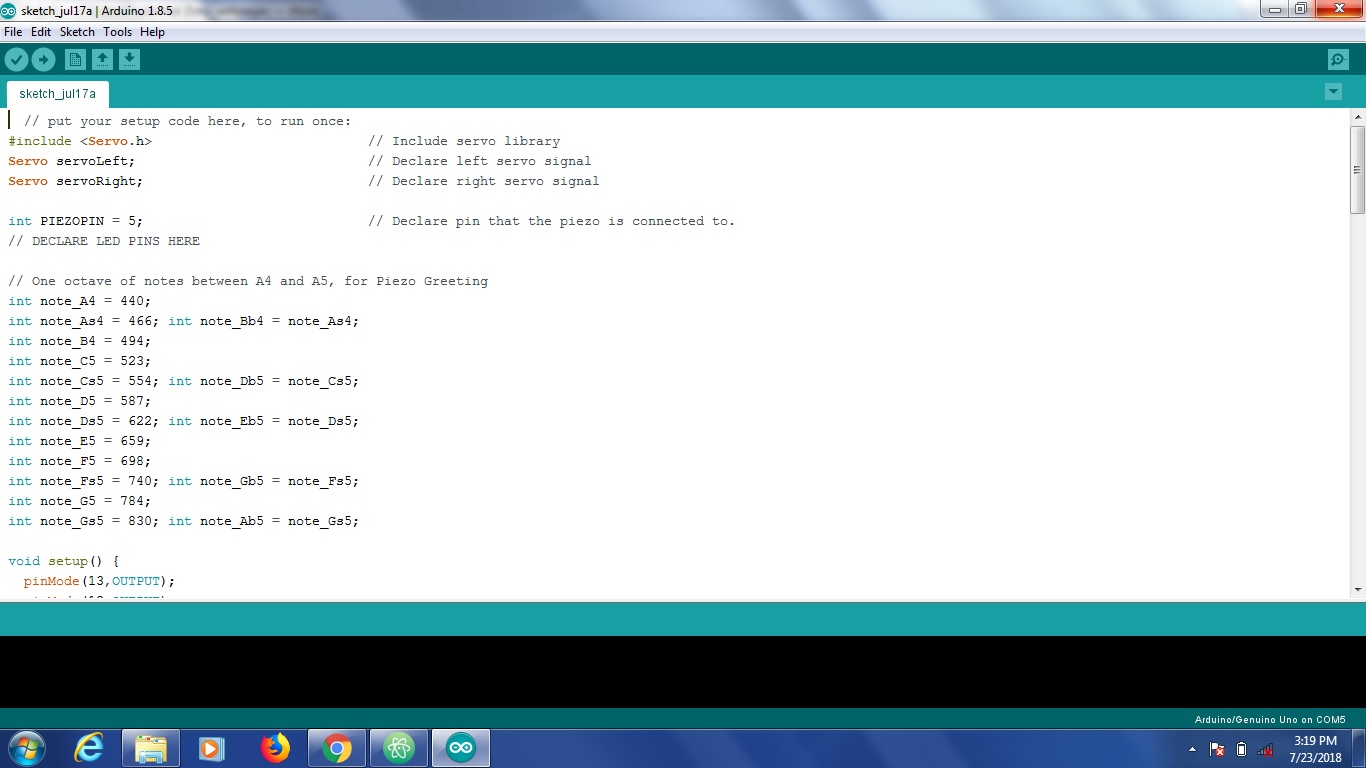 sketch_jul17a | Arduino 1.8.5
File Edit Sketch Tools Help
sketch_jul17a
// put your setup code here, to run once:
#include <Servo.h> // Include servo library
Servo servoLeft; // Declare left servo signal
Servo servoRight; // Declare right servo signal
int PIEZOPIN = 5; // Declare pin that the piezo is connected to.
// DECLARE LED PINS HERE
// One octave of notes between A4 and A5, for Piezo Greeting
int note_A4 = 440;
int note_As4 = 466; int note_Bb4 = note_As4;
int note_B4 = 494;
int note_C5 = 523;
int note_Cs5 = 554; int note_Db5 = note_Cs5;
int note_D5 = 587;
int note_Ds5 = 622; int note_Eb5 = note_Ds5;
int note_E5 = 659;
int note_F5 = 698;
int note_Fs5 = 740; int note_Gb5 = note_Fs5;
int note_G5 = 784;
int note_Gs5 = 830; int note_Ab5 = note_Gs5;
void setup() {
pinMode(13,OUTPUT);
Arduino/Genuino Uno on COM5
3:19 PM
7/23/2018